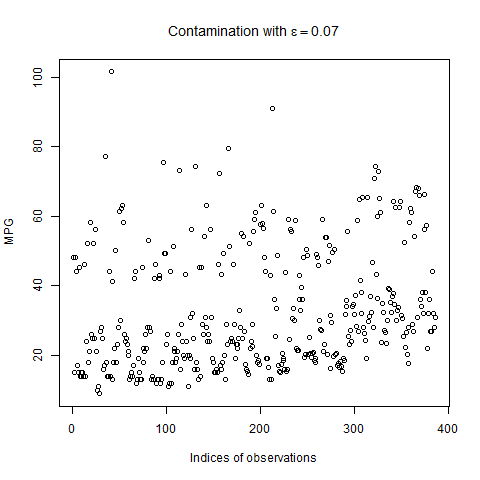 Contamination with ε = 0.07
MPG
100
80
60
40
20
0 100 200 300 400
Indices of observations